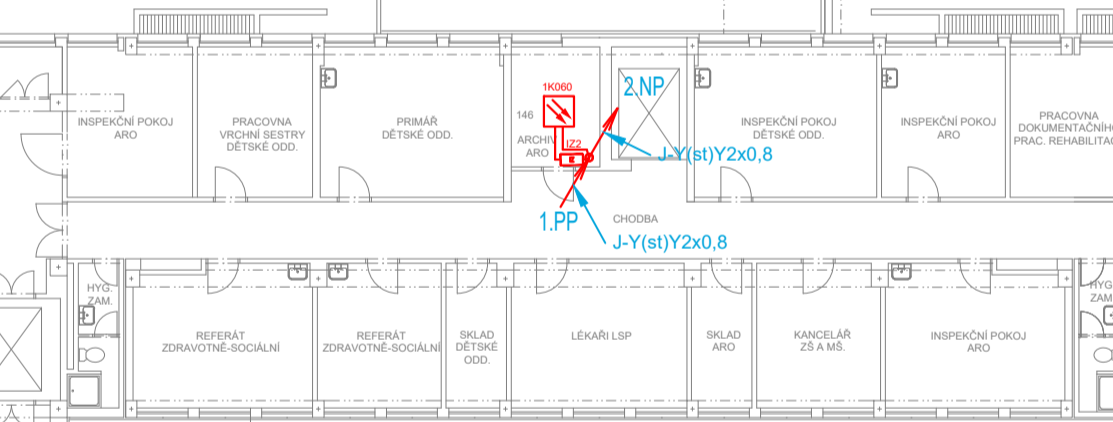 INSPEKČNÍ POKOJ
ARO
PRACOVNA
VRCHNÍ SESTRY
DĚTSKÉ ODD.
PRIMÁŘ
DĚTSKÉ ODD.
1K060
146
ARCHIV
ARO
IZ2
2.NP
J-Y(st)Y2x0,8
INSPEKČNÍ POKOJ
DĚTSKÉ ODD.
INSPEKČNÍ POKOJ
ARO
PRACOVNA
DOKUMENTAČNÍHO
PRAC. REHABILITAC
1.PP
CHODBA
J-Y(st)Y2x0,8
HYG.
ZAM.
REFERÁT
ZDRAVOTNĚ-SOCIÁLNÍ
REFERÁT
ZDRAVOTNĚ-SOCIÁLNÍ
SKLAD
DĚTSKÉ
ODD.
LÉKAŘI LSP
SKLAD
ARO
KANCELÁŘ
ZŠ A MŠ.
INSPEKČNÍ POKOJ
ARO
HYG.
ZAM.